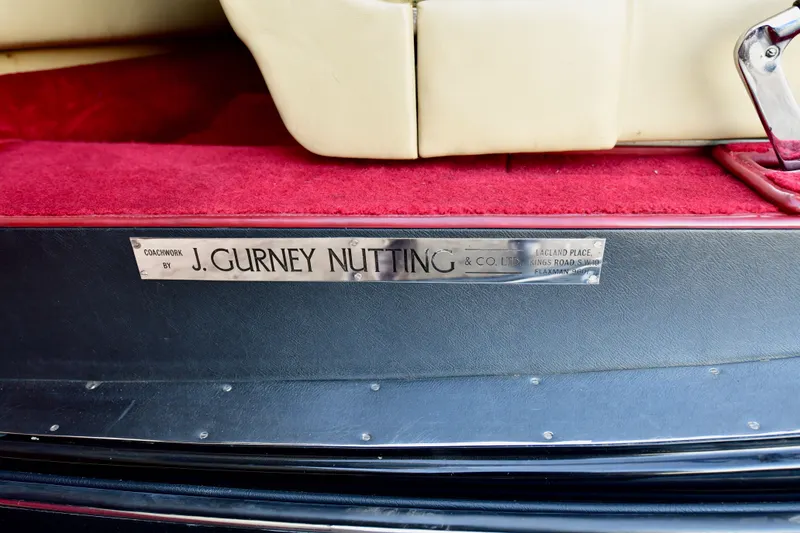 COACHWORK
BY
J. GURNEY NUTTING
& CO. LTD
LACLAND PLACE,
KINGS ROAD S.W.10
FLAXMAN